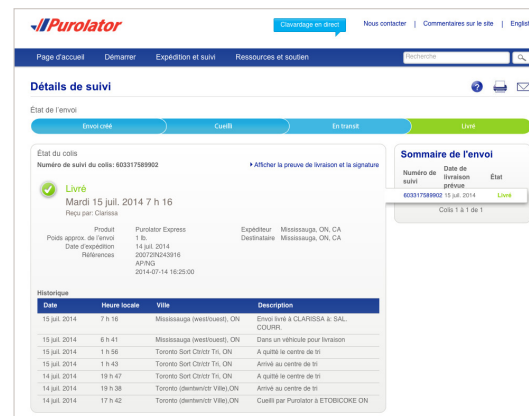 Purolator
Clavardage en direct
Nous contacter | Commentaires sur le site | English
Page d'accueil Démarrer Expédition et suivi Ressources et soutien Recherche
Détails de suivi
État de l'envoi
Envoi créé Cueilli En transit Livré
État du colis
Numéro de suivi du colis: 603317589902
Afficher la preuve de livraison et la signature
Livré
Mardi 15 juil. 2014 7 h 16
Reçu par: Clarissa
Produit Purolator Express Expéditeur Mississauga, ON, CA
Poids approx. de l'envoi 1 lb. Destinataire Mississauga, ON, CA
Date d'expédition 14 juil. 2014
Références 20072IN243916
AP/NG
2014-07-14 16:25:00
Historique
Date Heure locale Ville Description
15 juil. 2014 7 h 16 Mississauga (west/ouest), ON Envoi livré à CLARISSA à: SAL.
COURR.
15 juil. 2014 6 h 41 Mississauga (west/ouest), ON Dans un véhicule pour livraison
15 juil. 2014 1 h 56 Toronto Sort Ctr/ctr Tri, ON A quitté le centre de tri
15 juil. 2014 1 h 43 Toronto Sort Ctr/ctr Tri, ON Arrivé au centre de tri
14 juil. 2014 19 h 47 Toronto (dentwn/ctr Ville),ON A quitté le centre de tri
14 juil. 2014 19 h 38 Toronto (dentwn/ctr Ville),ON Arrivé au centre de tri
14 juil. 2014 17 h 42 Toronto (dentwn/ctr Ville),ON Cueilli par Purolator à ETOBICOKE ON
Sommaire de l'envoi
Numéro de suivi Date de livraison prévue État
603317589902 15 juil. 2014 Livré
Colis 1 à 1 de 1